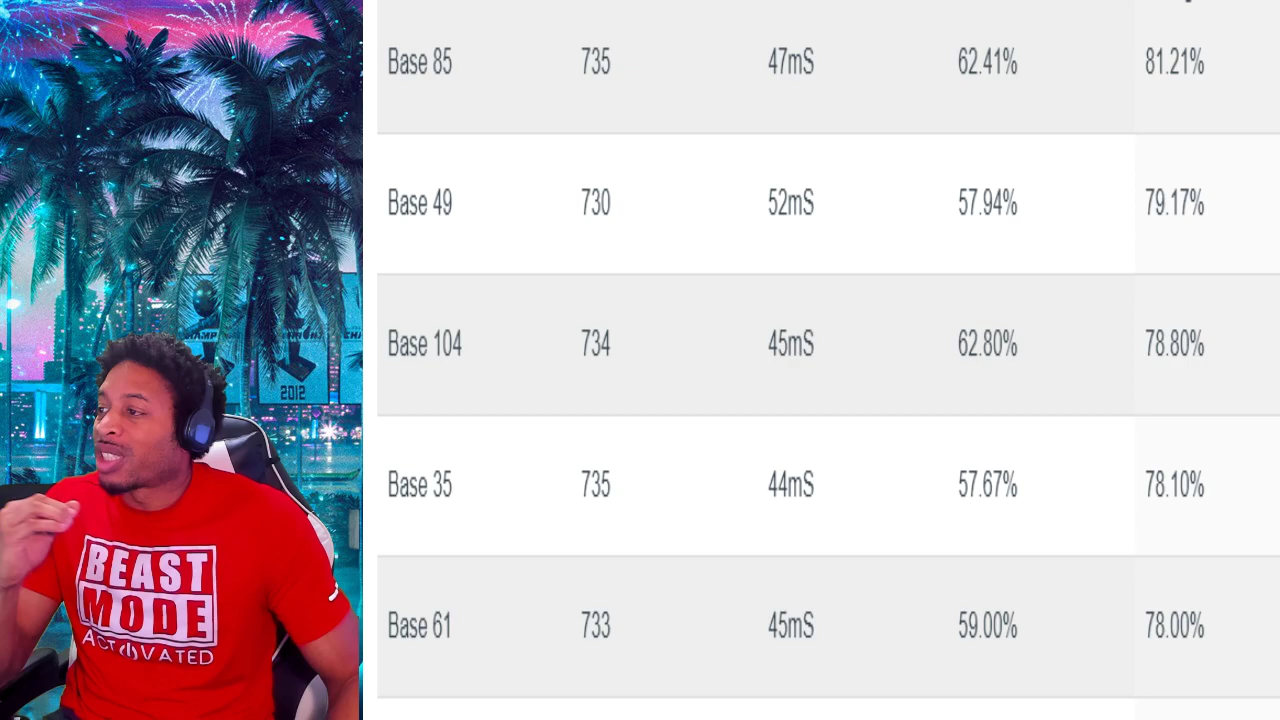 Base 85 735 47mS 62.41% 81.21%
Base 49 730 52mS 57.94% 79.17%
Base 104 734 45mS 62.80% 78.80%
Base 35 735 44mS 57.67% 78.10%
Base 61 733 45mS 59.00% 78.00%
2012
BEAST
MODE
ACTIVATED